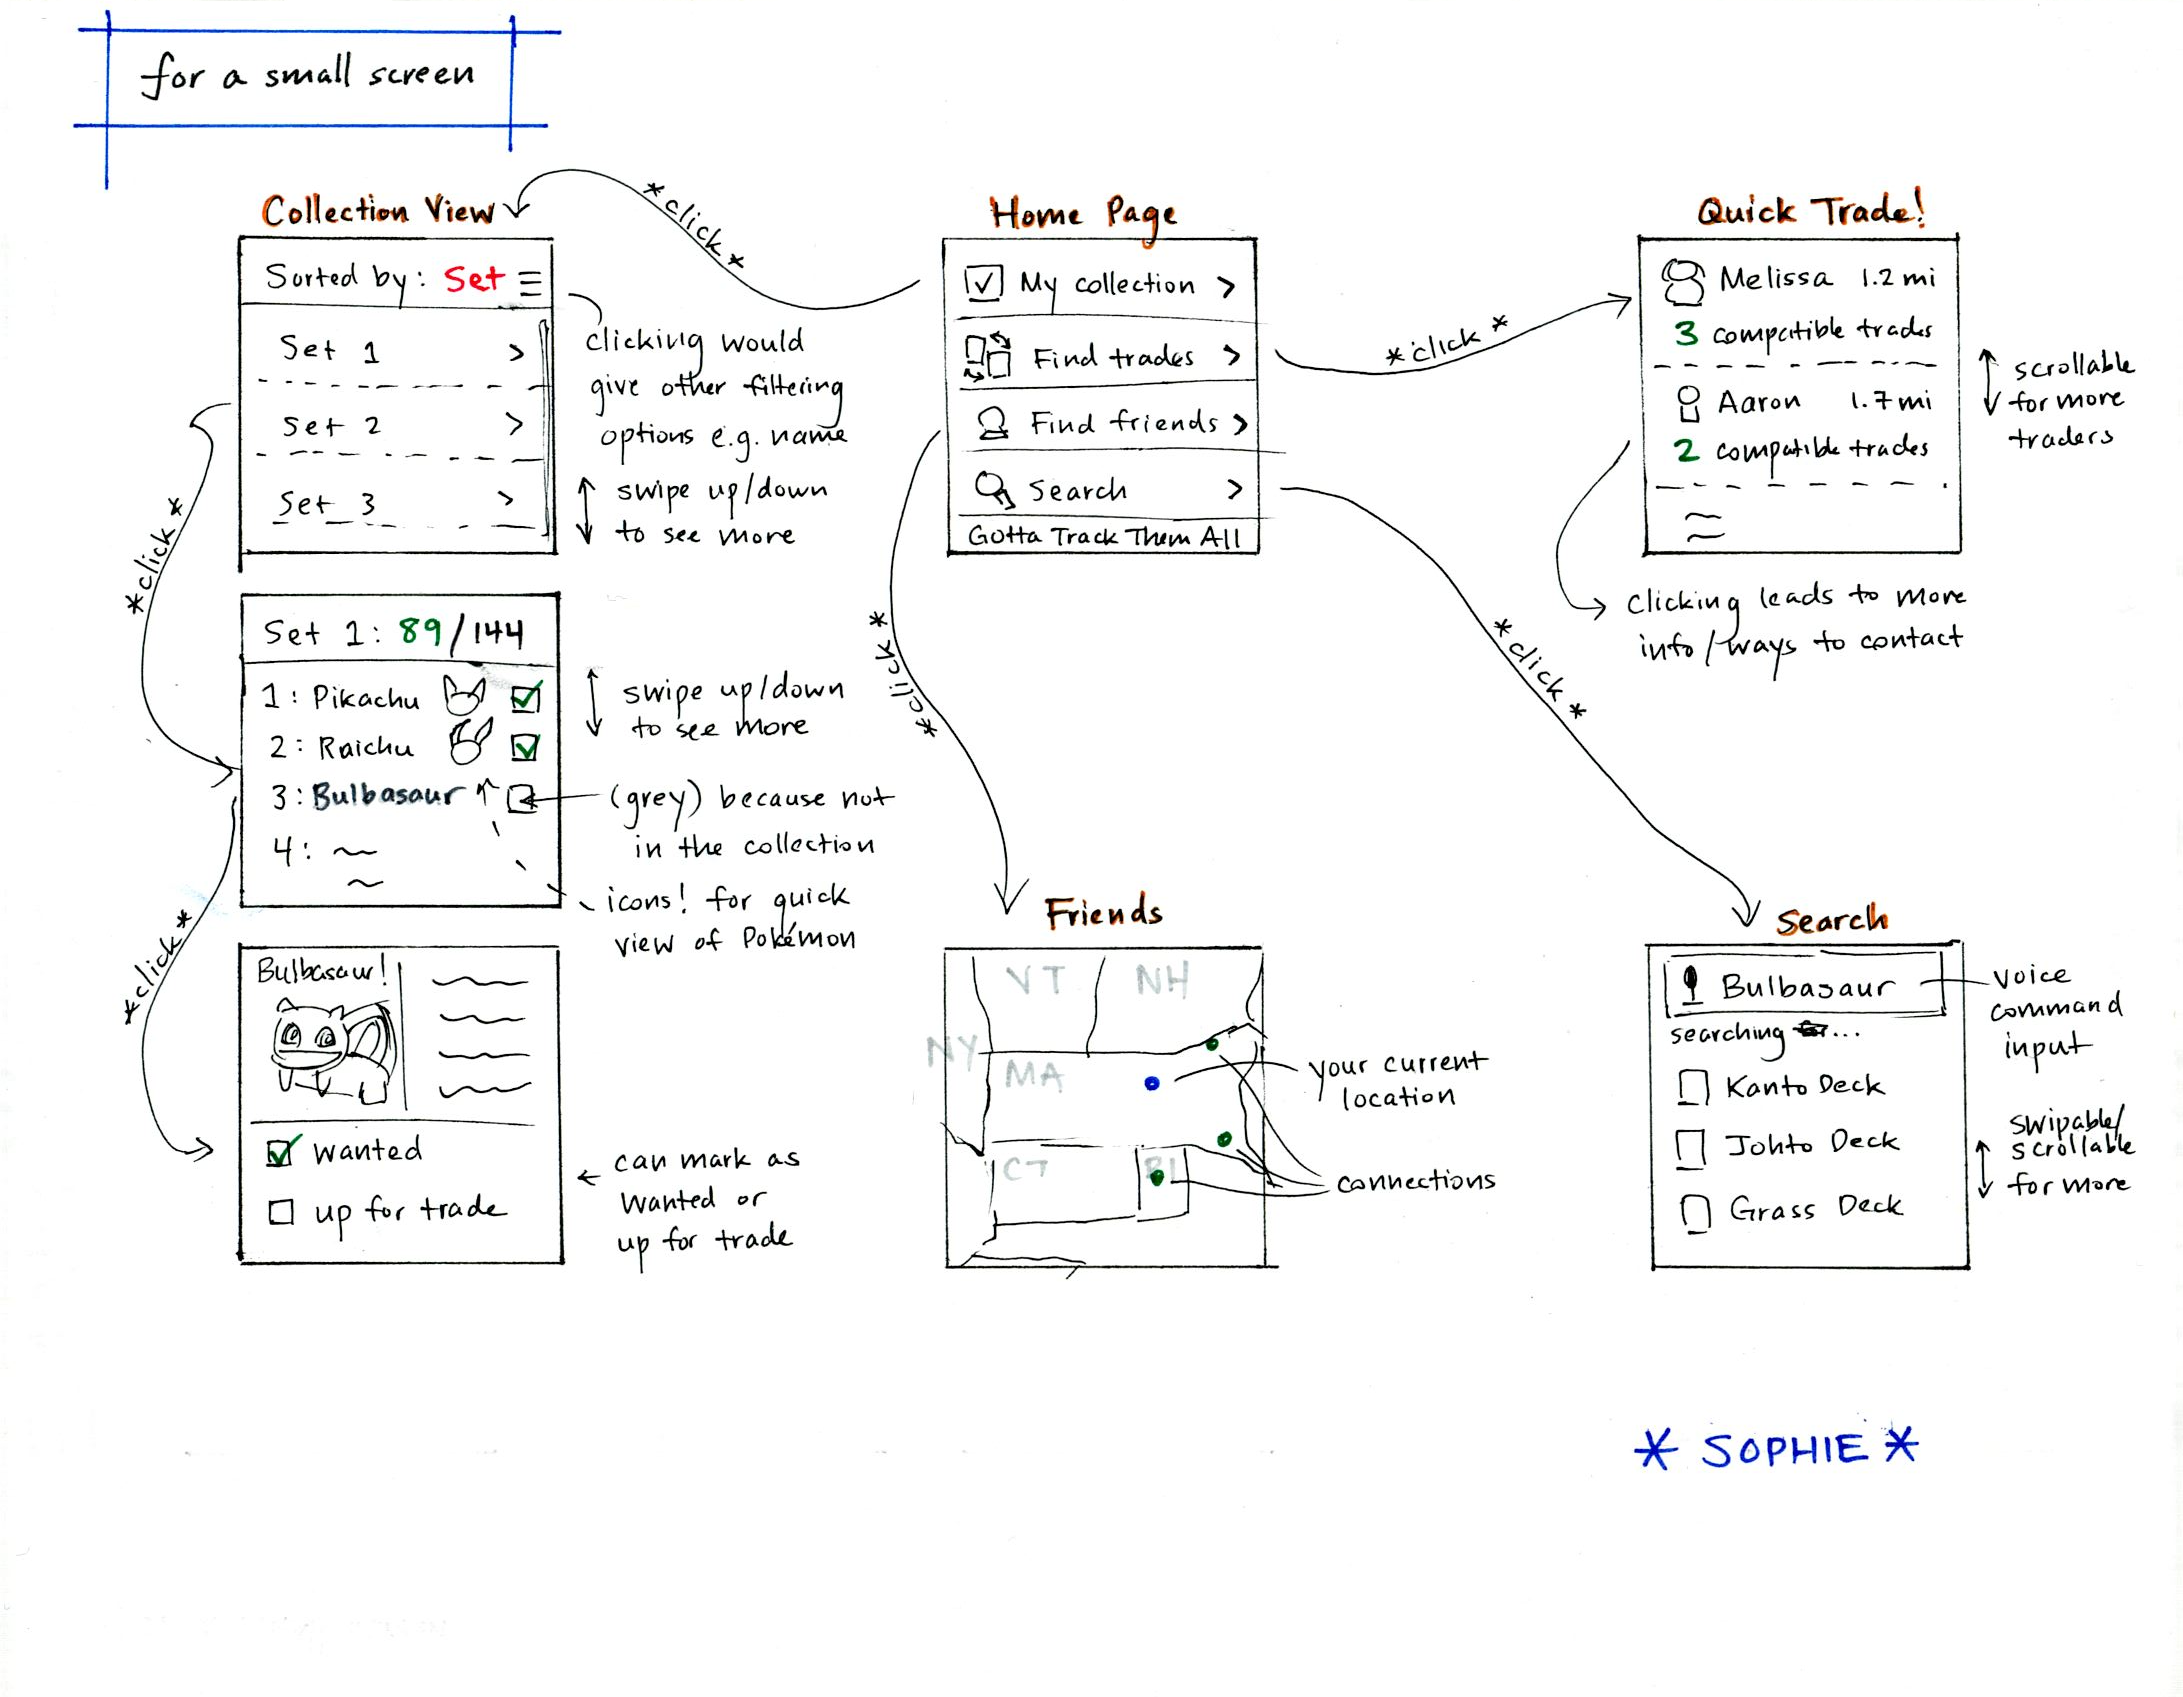 for a small screen
Collection View
Sorted by: Set
Set 1 >
Set 2 >
Set 3 >
clicking would
give other filtering
options e.g. name
swipe up/down
to see more
*click*
*click*
Set 1: 89/144
1: Pikachu
2: Raichu
3: Bulbasaur
4:
swipe up/down
to see more
(grey) because not
in the collection
icons! for quick
view of Pokémon
*click*
Bulbasaur!
wanted
up for trade
can mark as
wanted or
up for trade
Home Page
My collection >
Find trades >
Find friends >
Search >
Gotta Track Them All
*click*
*click*
*click*
Quick Trade!
Melissa 1.2 mi
3 compatible trades
Aaron 1.7 mi
2 compatible trades
scrollable
for more
traders
clicking leads to more
info/ways to contact
Friends
VT NH
NY
MA
CT RI
your current
location
connections
Search
Bulbasaur
searching ...
Kanto Deck
Johto Deck
Grass Deck
voice
command
input
swipable/
scrollable
for more
* SOPHIE *